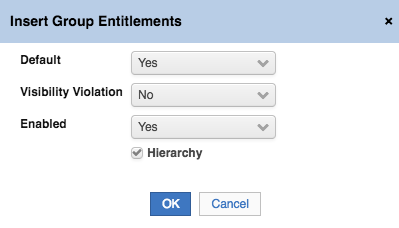 Insert Group Entitlements ×
Default Yes
Visibility Violation No
Enabled Yes
Hierarchy
OK Cancel